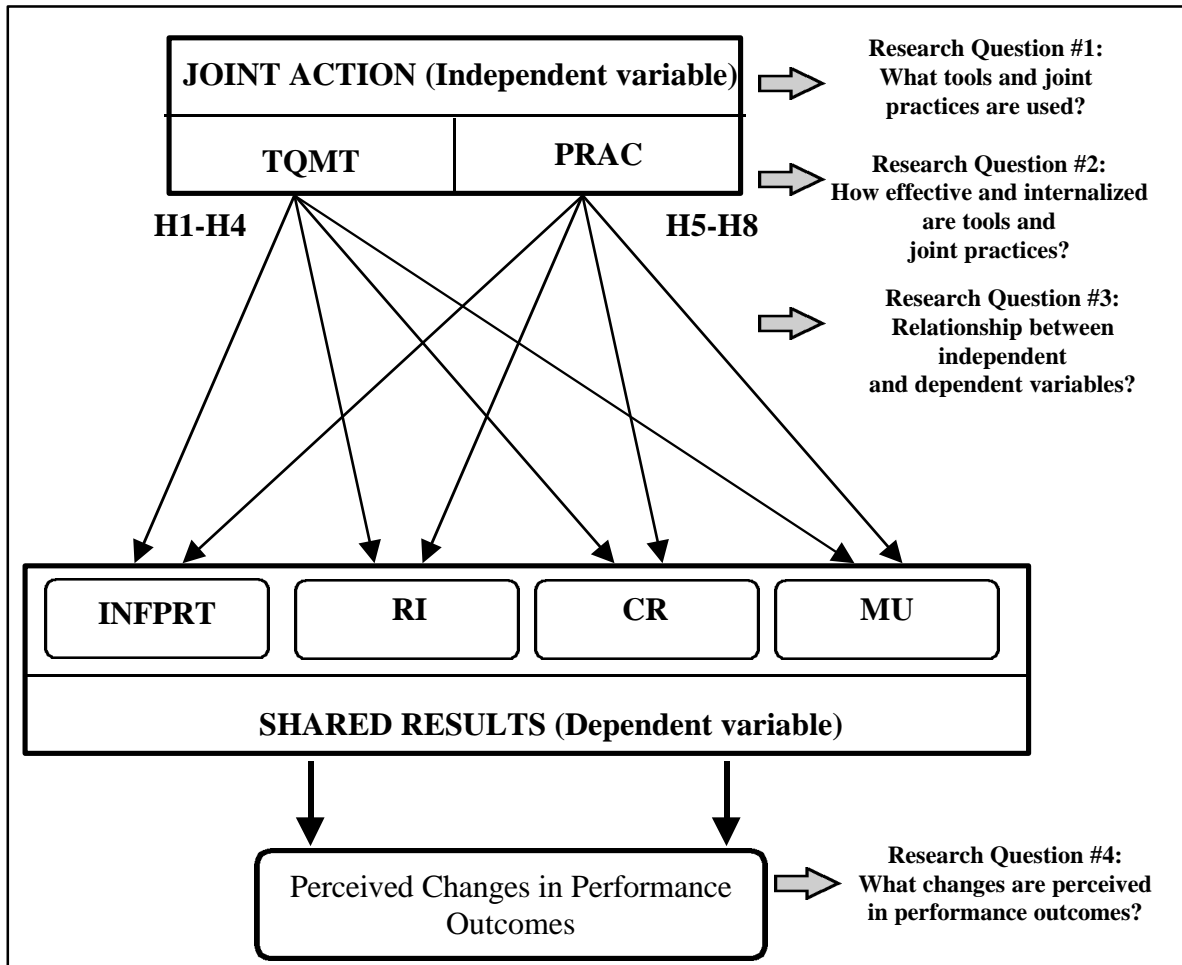 JOINT ACTION (Independent variable)
TQMT
PRAC
Research Question #1:
What tools and joint
practices are used?
Research Question #2:
How effective and internalized
are tools and
joint practices?
H1-H4
H5-H8
Research Question #3:
Relationship between
independent
and dependent variables?
INFPRT
RI
CR
MU
SHARED RESULTS (Dependent variable)
Perceived Changes in Performance
Outcomes
Research Question #4:
What changes are perceived
in performance outcomes?